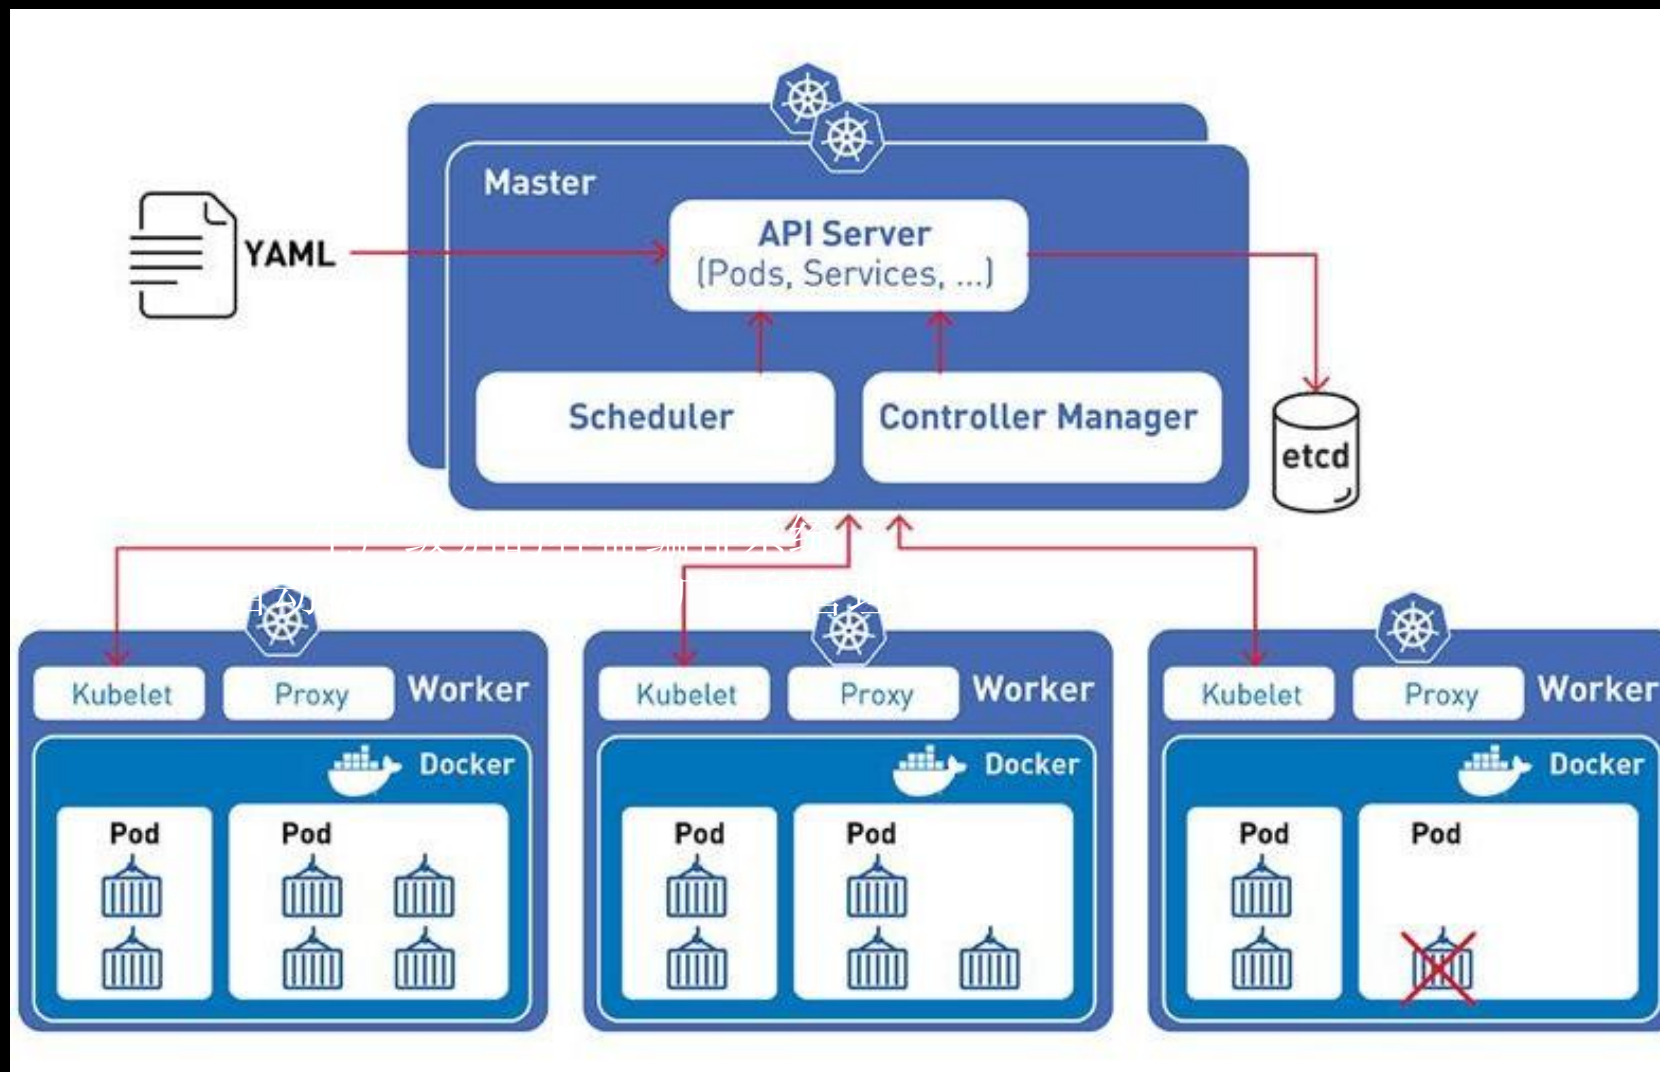 Master
API Server
(Pods, Services, ...)
YAML
Scheduler
Controller Manager
etcd
Kubelet
Proxy
Worker
Docker
Pod
Pod
Kubelet
Proxy
Worker
Docker
Pod
Pod
Kubelet
Proxy
Worker
Docker
Pod
Pod